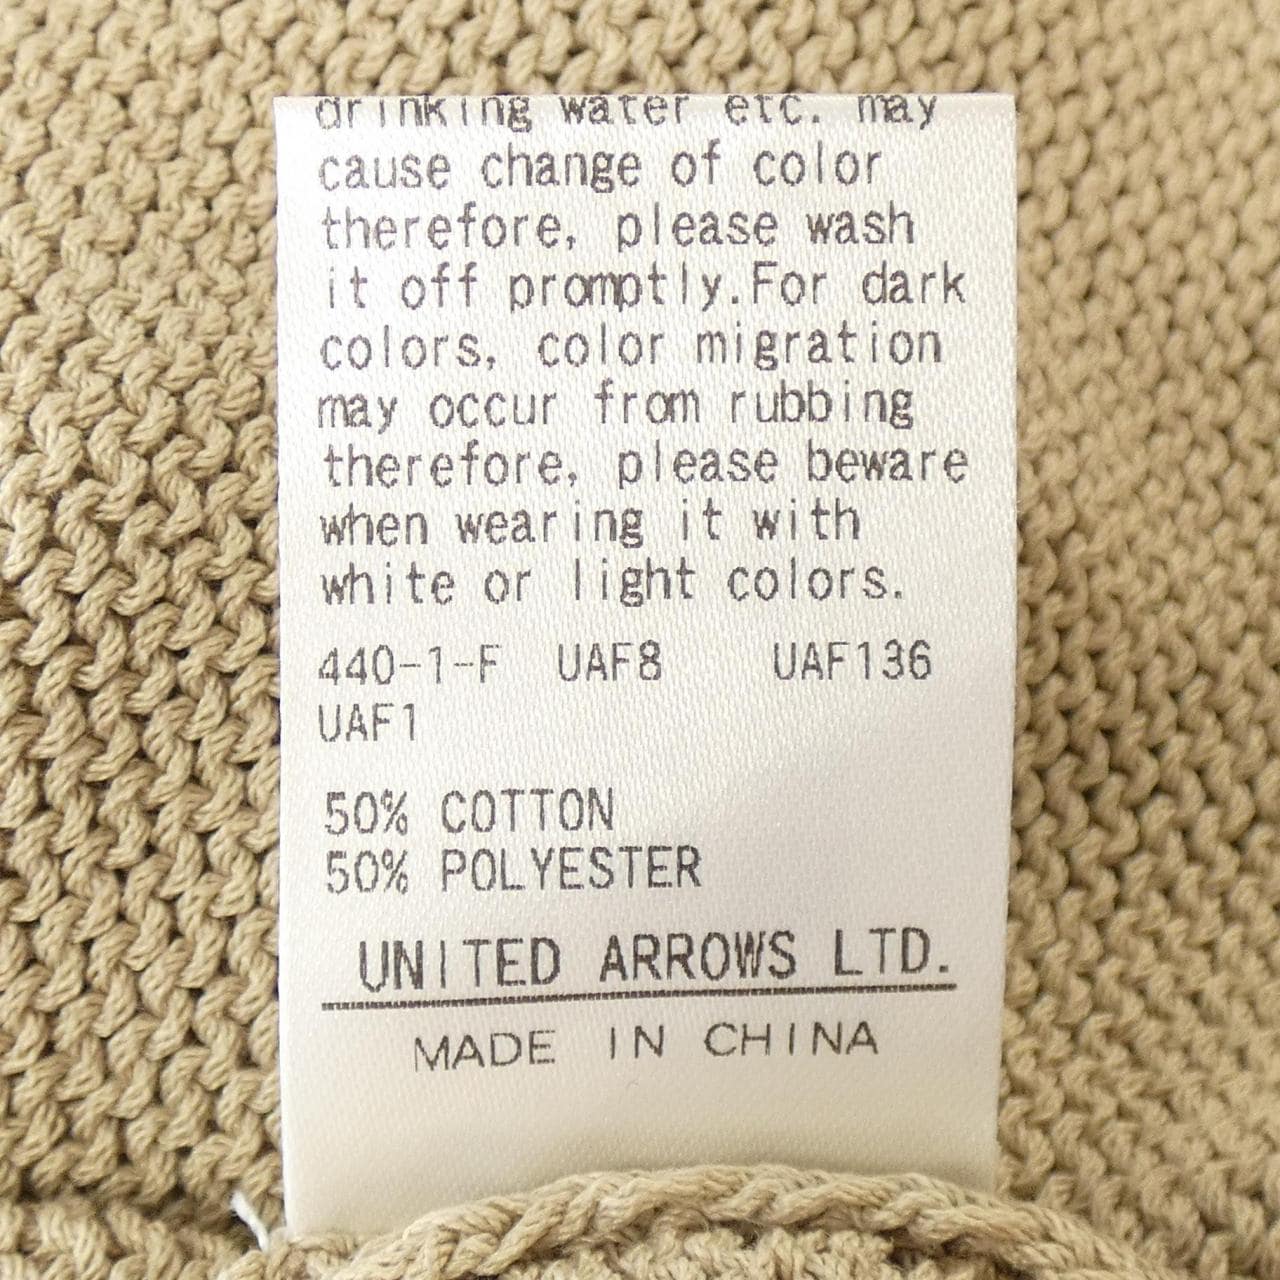 drinking water etc. may
cause change of color
therefore, please wash
it off promptly.For dark
colors, color migration
may occur from rubbing
therefore, please beware
when wearing it with
white or light colors.
440-1-F UAF8 UAF136
UAF1
50% COTTON
50% POLYESTER
UNITED ARROWS LTD.
MADE IN CHINA